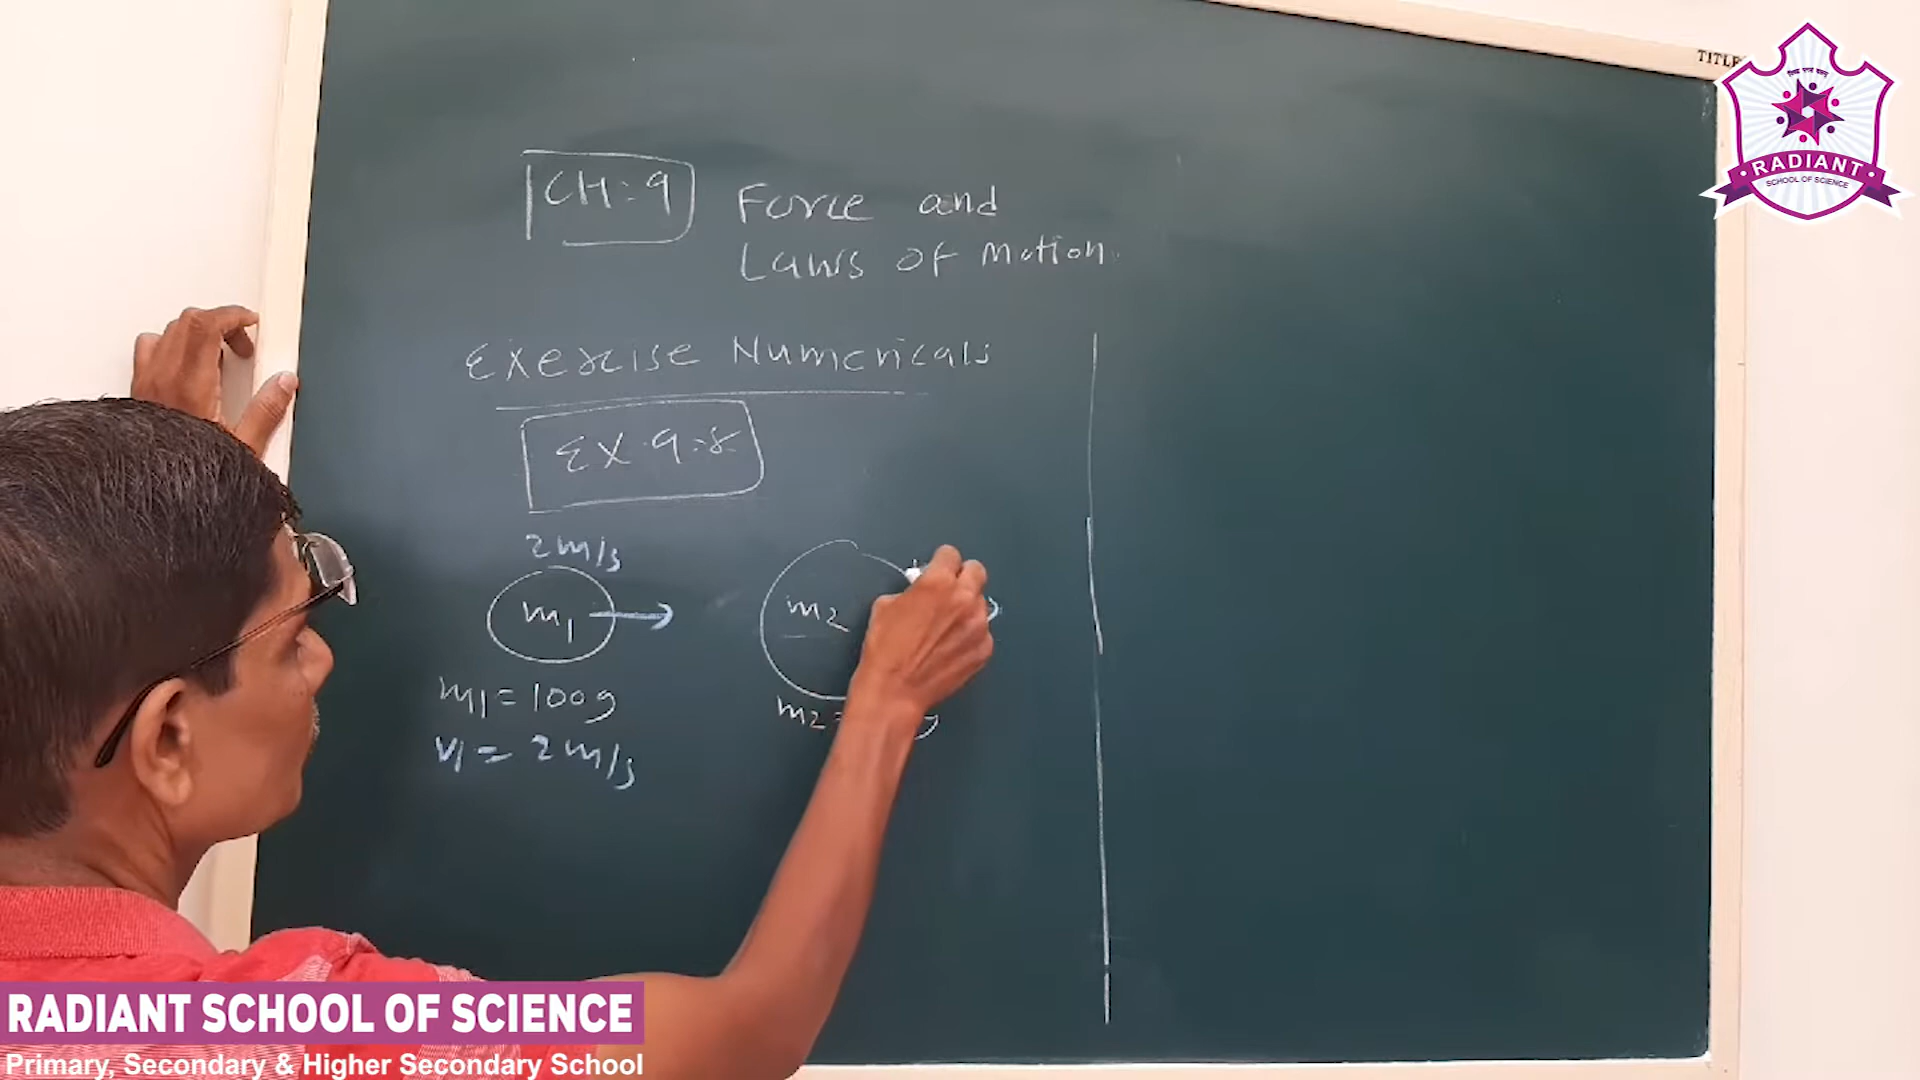 TITLE
RADIANT
SCHOOL OF SCIENCE
CH:9 Force and
Laws of motion
Exercise Numericals
EX.9.8
2m/s
m1
m2
m1=100g
m2=
v1=2m/s
RADIANT SCHOOL OF SCIENCE
Primary, Secondary & Higher Secondary School